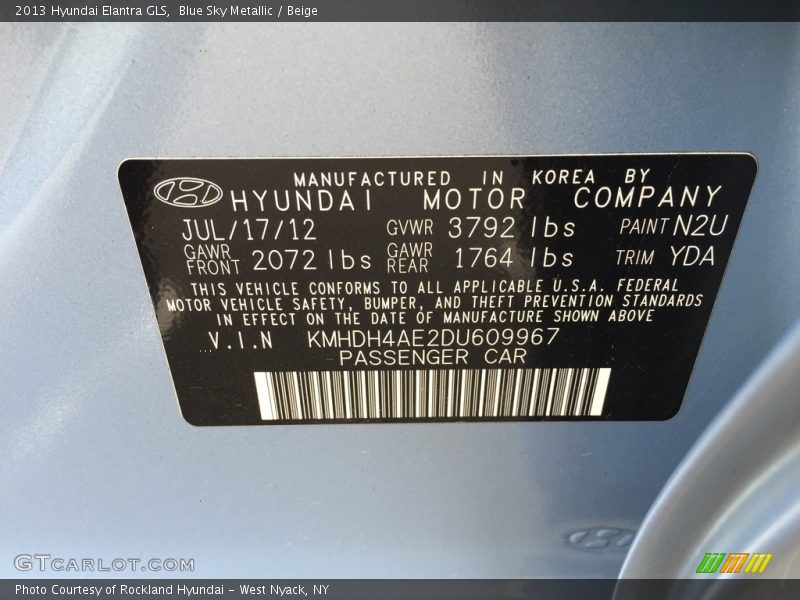 2013 Hyundai Elantra GLS,  Blue Sky Metallic / Beige
MANUFACTURED IN KOREA BY
HYUNDAI MOTOR COMPANY
JUL/17/12 GVWR 3792 lbs PAINT N2U
GAWR FRONT 2072 lbs GAWR REAR 1764 lbs TRIM YDA
THIS VEHICLE CONFORMS TO ALL APPLICABLE U.S.A. FEDERAL
MOTOR VEHICLE SAFETY, BUMPER, AND THEFT PREVENTION STANDARDS
IN EFFECT ON THE DATE OF MANUFACTURE SHOWN ABOVE
V.I.N KMHDH4AE2DU609967
PASSENGER CAR
GTCARLOT.COM
Photo Courtesy of Rockland Hyundai - West Nyack, NY